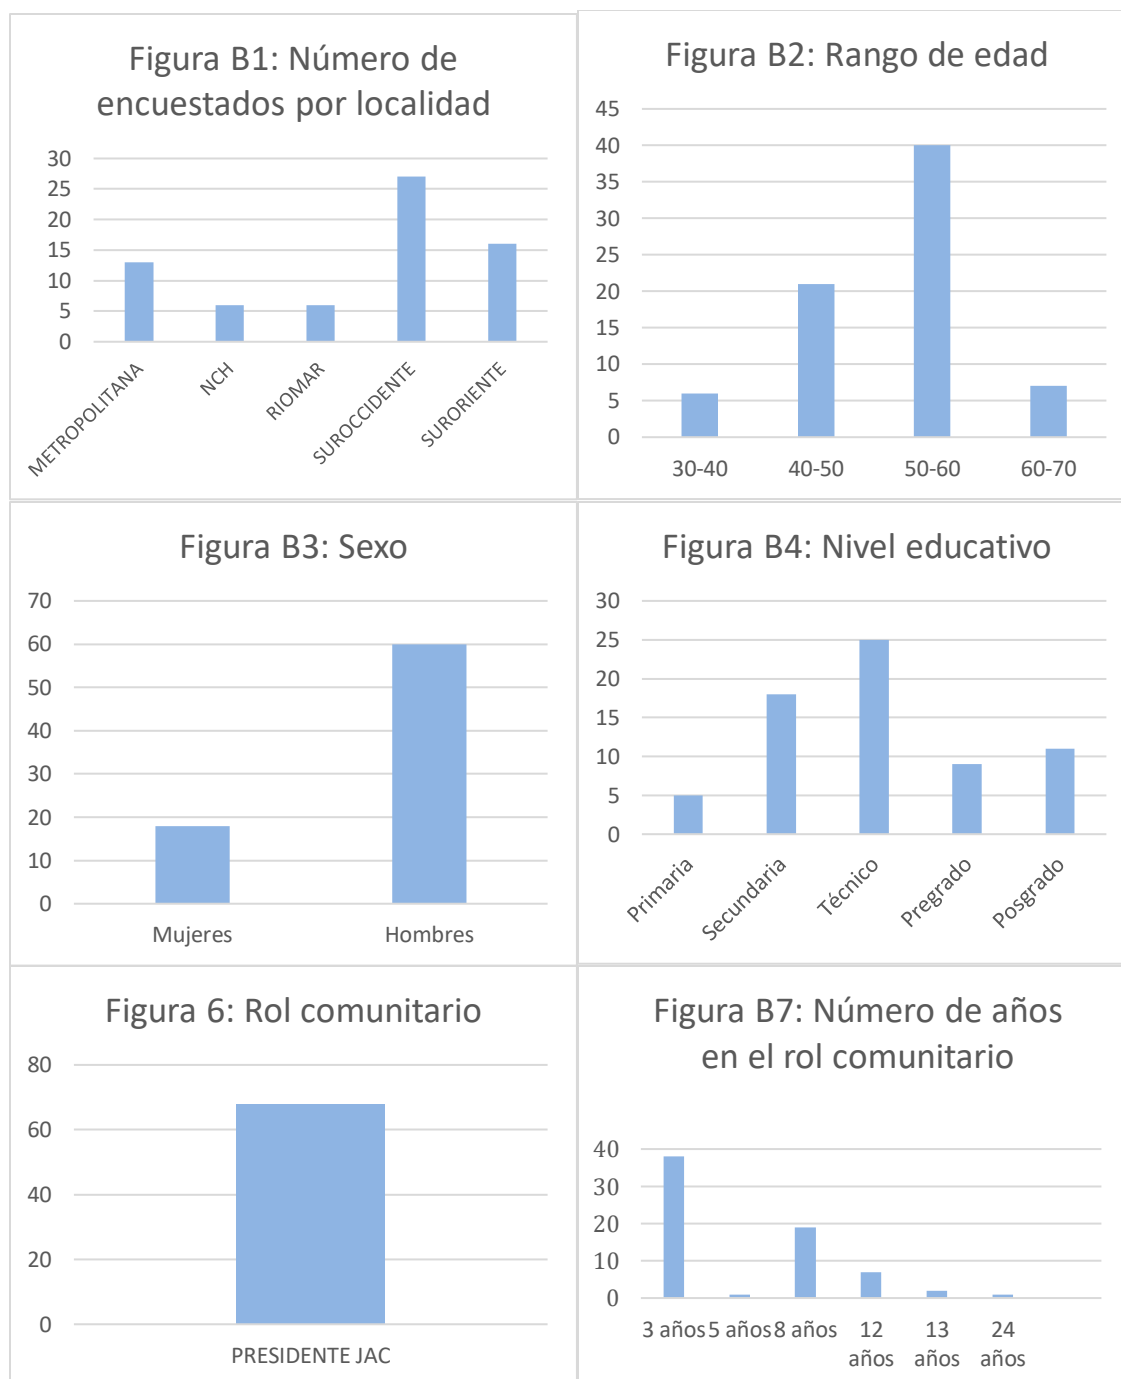 Figura B1: Número de
encuestados por localidad
30
25
20
15
10
5
0
METROPOLITANA
NCH
RIOMAR
SUROCCIDENTE
SURORIENTE
Figura B2: Rango de edad
45
40
35
30
25
20
15
10
5
0
30-40 40-50 50-60 60-70
Figura B3: Sexo
70
60
50
40
30
20
10
0
Mujeres Hombres
Figura B4: Nivel educativo
30
25
20
15
10
5
0
Primaria
Secundaria
Técnico
Pregrado
Posgrado
Figura 6: Rol comunitario
80
60
40
20
0
PRESIDENTE JAC
Figura B7: Número de años
en el rol comunitario
40
30
20
10
0
3 años 5 años 8 años 12 13 24
años años años